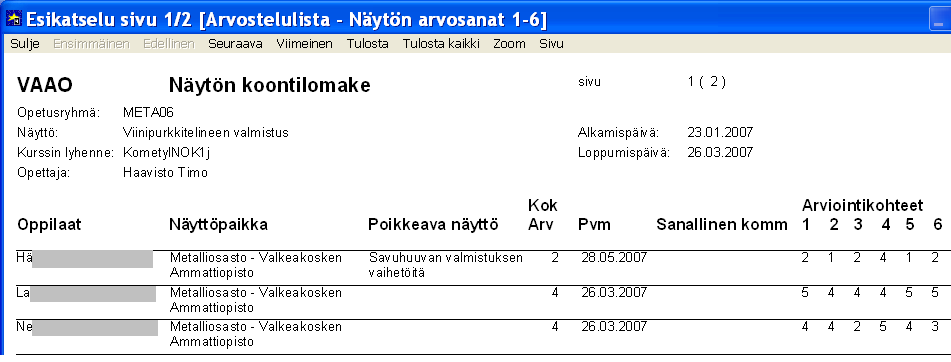 Esikatselu sivu 1/2 [Arvostelulista - Näytön arvosanat 1-6]
Sulje Ensimmäinen Edellinen Seuraava Viimeinen Tulosta Tulosta kaikki Zoom Sivu
VAAO Näytön koontilomake sivu 1 ( 2 )
Opetusryhmä: META06
Näyttö: Viinipurkkitelineen valmistus Alkamispäivä: 23.01.2007
Kurssin lyhenne: KometylNOK1j Loppumispäivä: 26.03.2007
Opettaja: Haavisto Timo
Kok Arviointikohteet
Oppilaat Näyttöpaikka Poikkeava näyttö Arv Pvm Sanallinen komm 1 2 3 4 5 6
Hä Metalliosasto - Valkeakosken Savuhuuvan valmistuksen 2 28.05.2007 2 1 2 4 1 2
Ammattiopisto vaihetöitä
La Metalliosasto - Valkeakosken 4 26.03.2007 5 4 4 4 5 5
Ammattiopisto
Ne Metalliosasto - Valkeakosken 4 26.03.2007 4 4 2 5 4 3
Ammattiopisto